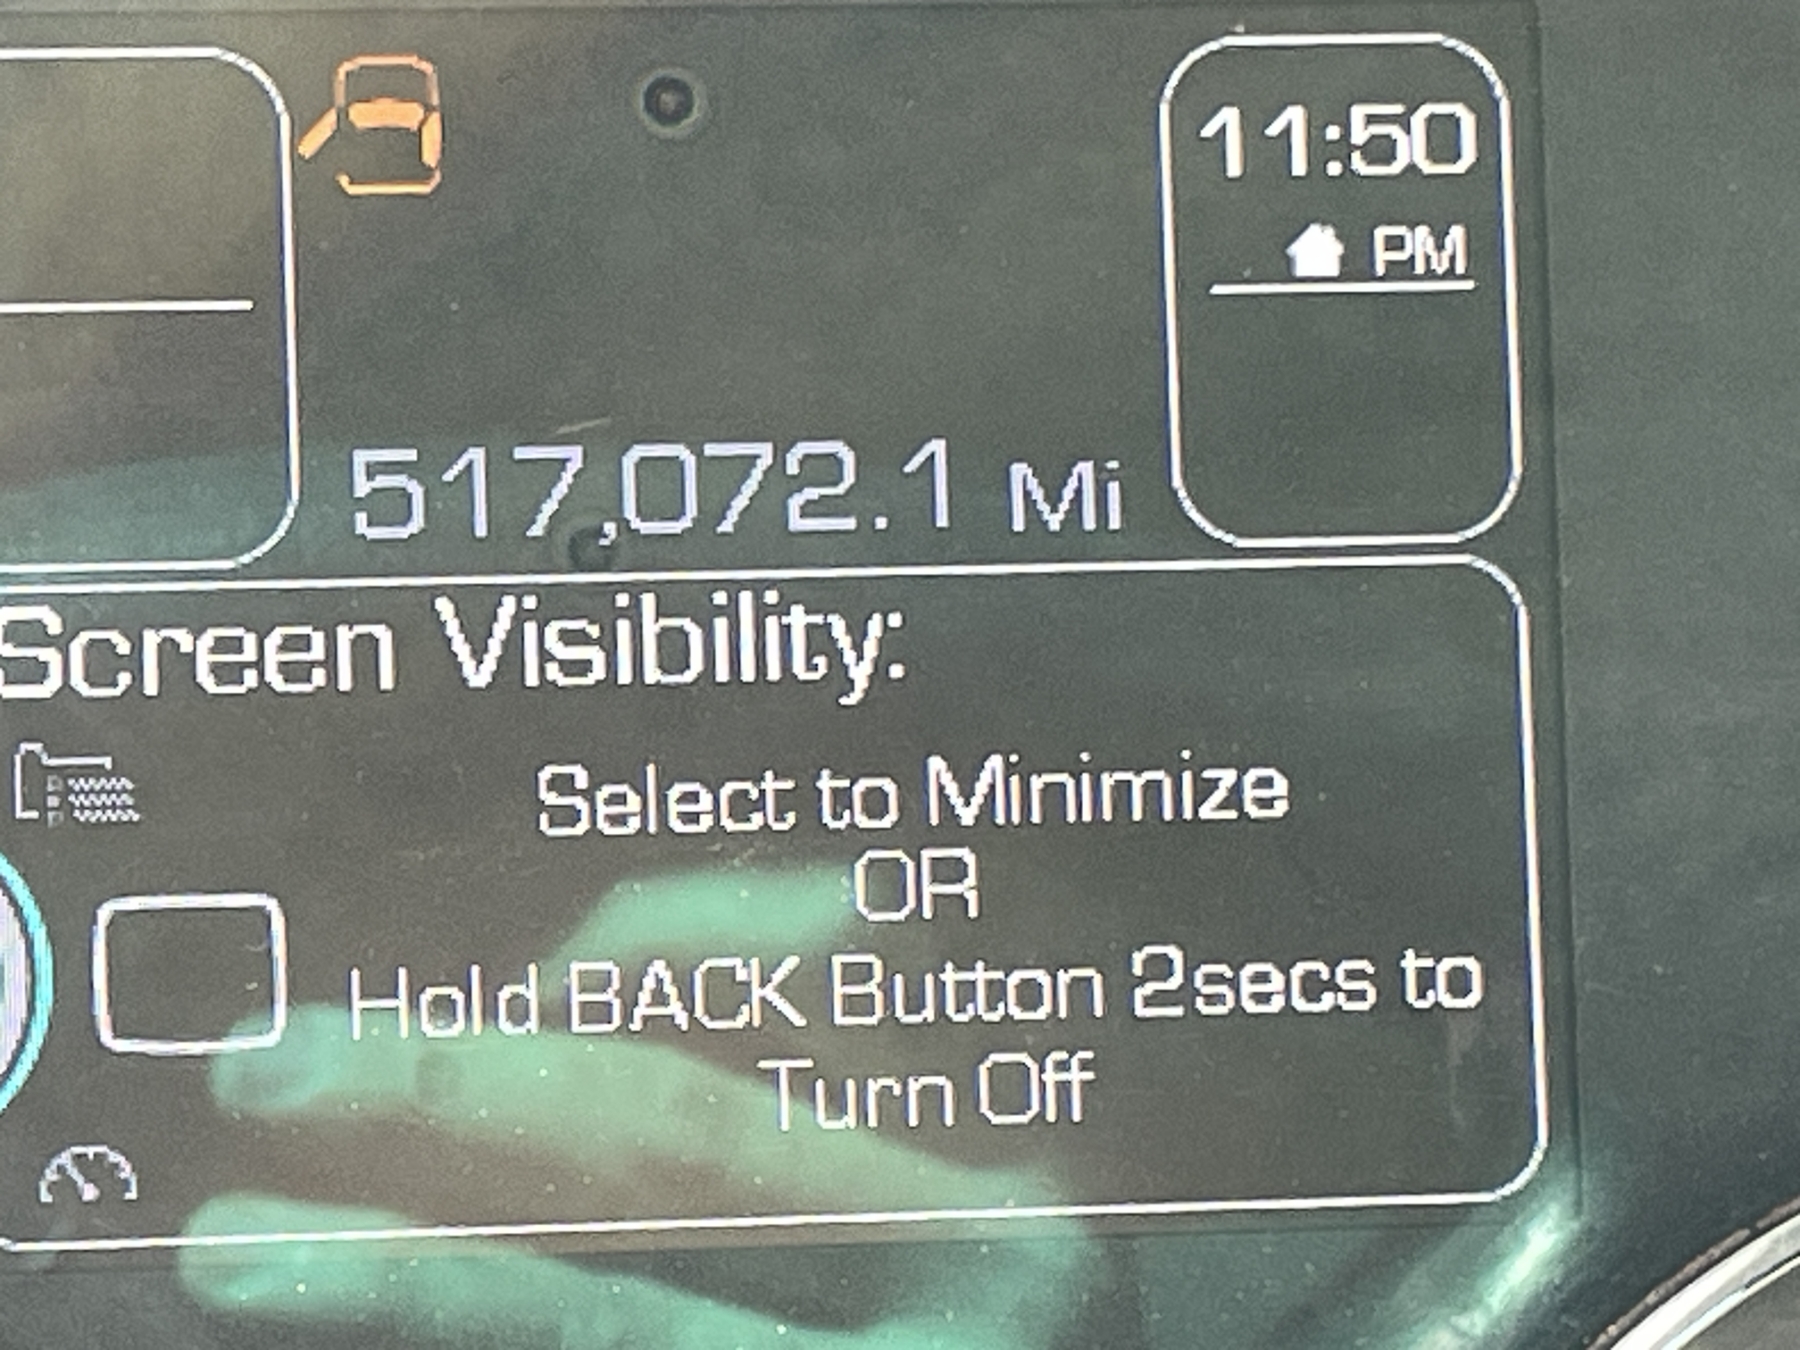 11:50
PM
517,072.1 Mi
Screen Visibility:
Select to Minimize
OR
Hold BACK Button 2secs to
Turn Off